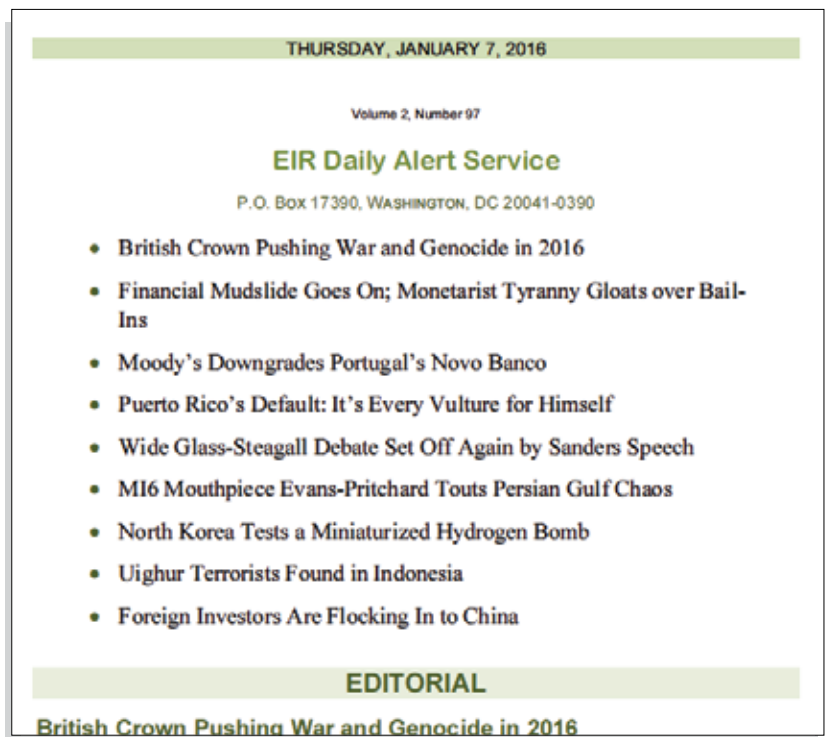 THURSDAY, JANUARY 7, 2016
Volume 2, Number 97
EIR Daily Alert Service
P.O. BOX 17390, WASHINGTON, DC 20041-0390
• British Crown Pushing War and Genocide in 2016
• Financial Mudslide Goes On; Monetarist Tyranny Gloats over Bail-
Ins
• Moody’s Downgrades Portugal’s Novo Banco
• Puerto Rico’s Default: It’s Every Vulture for Himself
• Wide Glass-Steagall Debate Set Off Again by Sanders Speech
• MI6 Mouthpiece Evans-Pritchard Touts Persian Gulf Chaos
• North Korea Tests a Miniaturized Hydrogen Bomb
• Uighur Terrorists Found in Indonesia
• Foreign Investors Are Flocking In to China
EDITORIAL
British Crown Pushing War and Genocide in 2016